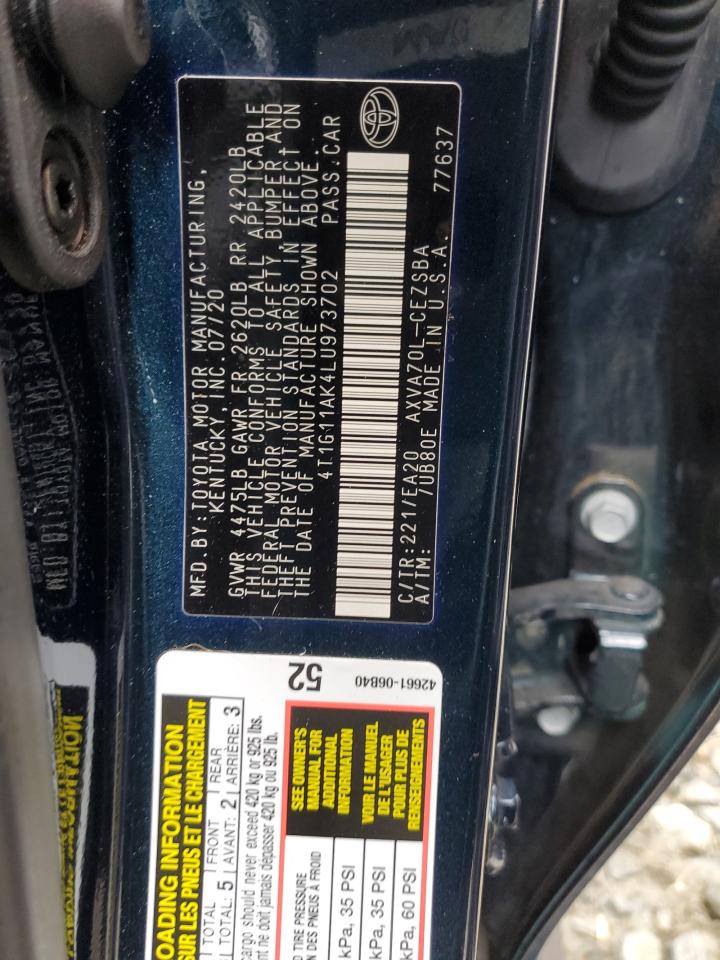 MFD. BY: TOYOTA MOTOR MANUFACTURING,
KENTUCKY, INC. 07/20
GVWR 4475LB GAWR FR 2620LB RR 2420LB
THIS VEHICLE CONFORMS TO ALL APPLICABLE
FEDERAL MOTOR VEHICLE SAFETY, BUMPER AND
THEFT PREVENTION STANDARDS IN EFFECT ON
THE DATE OF MANUFACTURE SHOWN ABOVE.
4T1G11AK4LU973702 PASS.CAR
C/TR:221/EA20 AXVA70L-CEZSBA
A/TM: /UB80E MADE IN U.S.A. 77637
LOADING INFORMATION
SUR LES PNEUS ET LE CHARGEMENT
TOTAL FRONT REAR
TOTAL: 5 AVANT: 2 ARRIÈRE: 3
cargo should never exceed 420 kg or 925 lbs.
ne doit jamais dépasser 420 kg ou 925 lb.
52
42661-06B40
TIRE PRESSURE
DES PNEUS À FROID
kPa, 35 PSI
kPa, 35 PSI
kPa, 60 PSI
SEE OWNER'S
MANUAL FOR
ADDITIONAL
INFORMATION
VOIR LE MANUEL
DE L'USAGER
POUR PLUS DE
RENSEIGNEMENTS